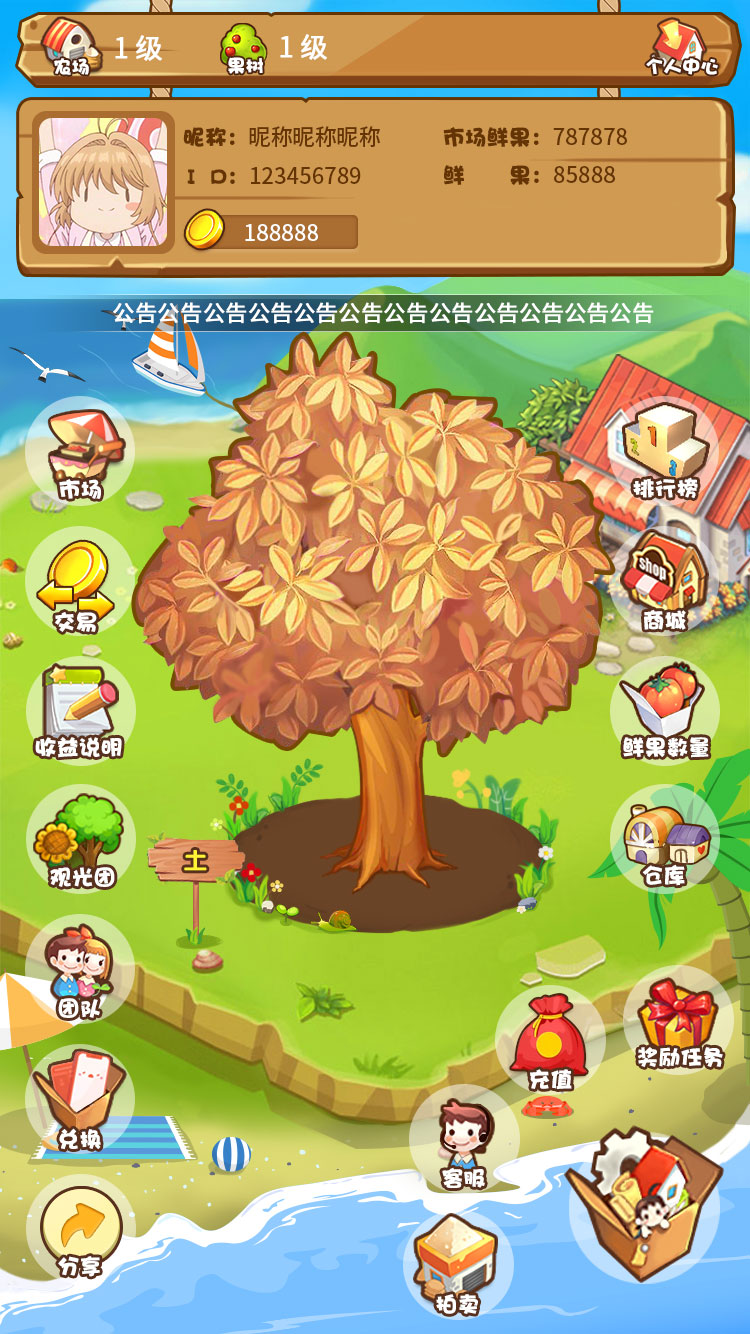 农场 1 级 果树 1 级 个人中心
昵称：昵称昵称昵称 市场鲜果：787878
I D：123456789 鲜 果：85888
188888
公告公告公告公告公告公告公告公告公告公告公告公告
市场
1 2 3
排行榜
交易
shop
商城
收益说明
鲜果数量
土
观光团
仓库
团队
充值
奖励任务
兑换
客服
分享
拍卖